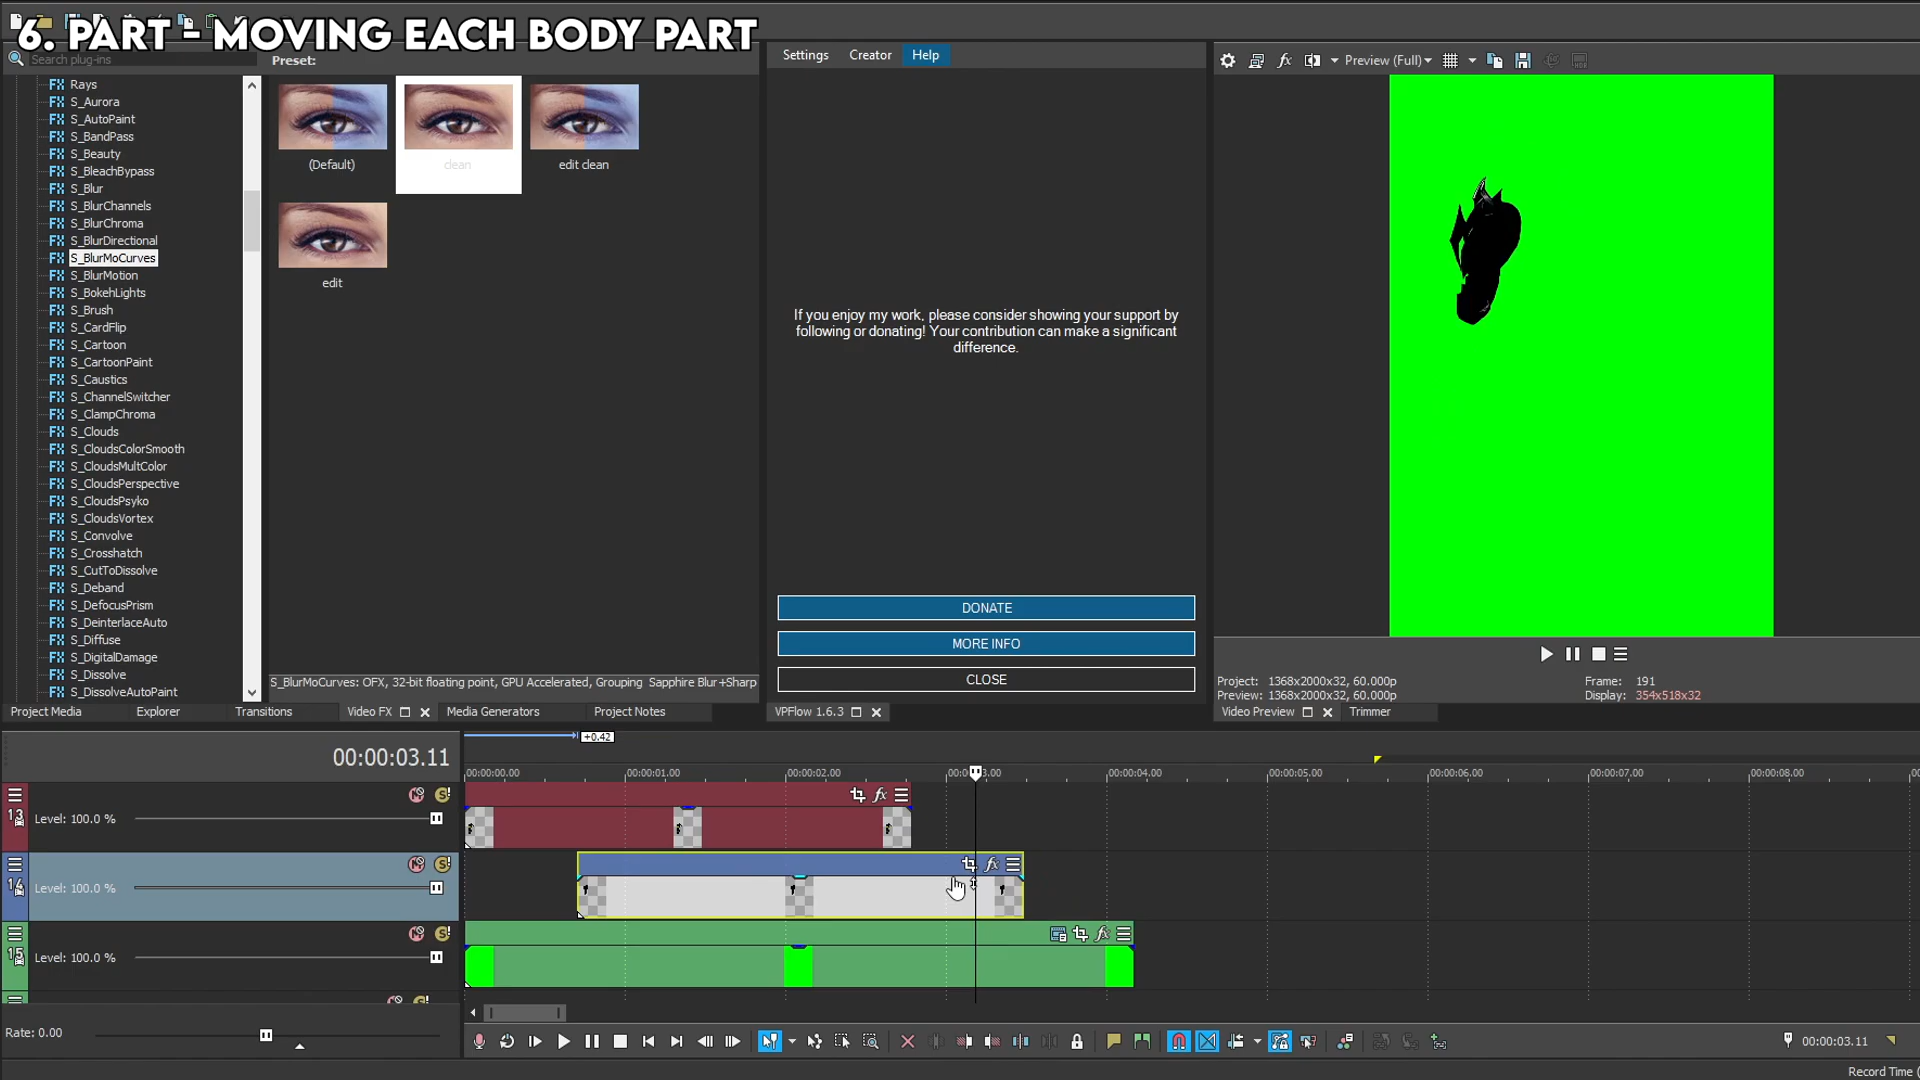 6. PART - MOVING EACH BODY PART
Search plug-ins
Rays
S_Aurora
S_AutoPaint
S_BandPass
S_Beauty
S_BleachBypass
S_Blur
S_BlurChannels
S_BlurChroma
S_BlurDirectional
S_BlurMoCurves
S_BlurMotion
S_BokehLights
S_Brush
S_CardFlip
S_Cartoon
S_CartoonPaint
S_Caustics
S_ChannelSwitcher
S_ClampChroma
S_Clouds
S_CloudsColorSmooth
S_CloudsMultColor
S_CloudsPerspective
S_CloudsPsyko
S_CloudsVortex
S_Convolve
S_Crosshatch
S_CutToDissolve
S_Deband
S_DefocusPrism
S_DeinterlaceAuto
S_Diffuse
S_DigitalDamage
S_Dissolve
S_DissolveAutoPaint
Preset:
(Default)
clean
edit clean
edit
S_BlurMoCurves: OFX, 32-bit floating point, GPU Accelerated, Grouping Sapphire Blur+Sharp
Project Media
Explorer
Transitions
Video FX
Media Generators
Project Notes
Settings
Creator
Help
If you enjoy my work, please consider showing your support by
following or donating! Your contribution can make a significant
difference.
DONATE
MORE INFO
CLOSE
VPFlow 1.6.3
Preview (Full)
Project: 1368x2000x32, 60.000p
Preview: 1368x2000x32, 60.000p
Frame: 191
Display: 354x518x32
Video Preview
Trimmer
00:00:03.11
+0.42
00:00:00.00
00:00:01.00
00:00:02.00
00:00:03.00
00:00:04.00
00:00:05.00
00:00:06.00
00:00:07.00
00:00:08.00
13
Level: 100.0 %
14
Level: 100.0 %
15
Level: 100.0 %
Rate: 0.00
00:00:03.11
Record Time